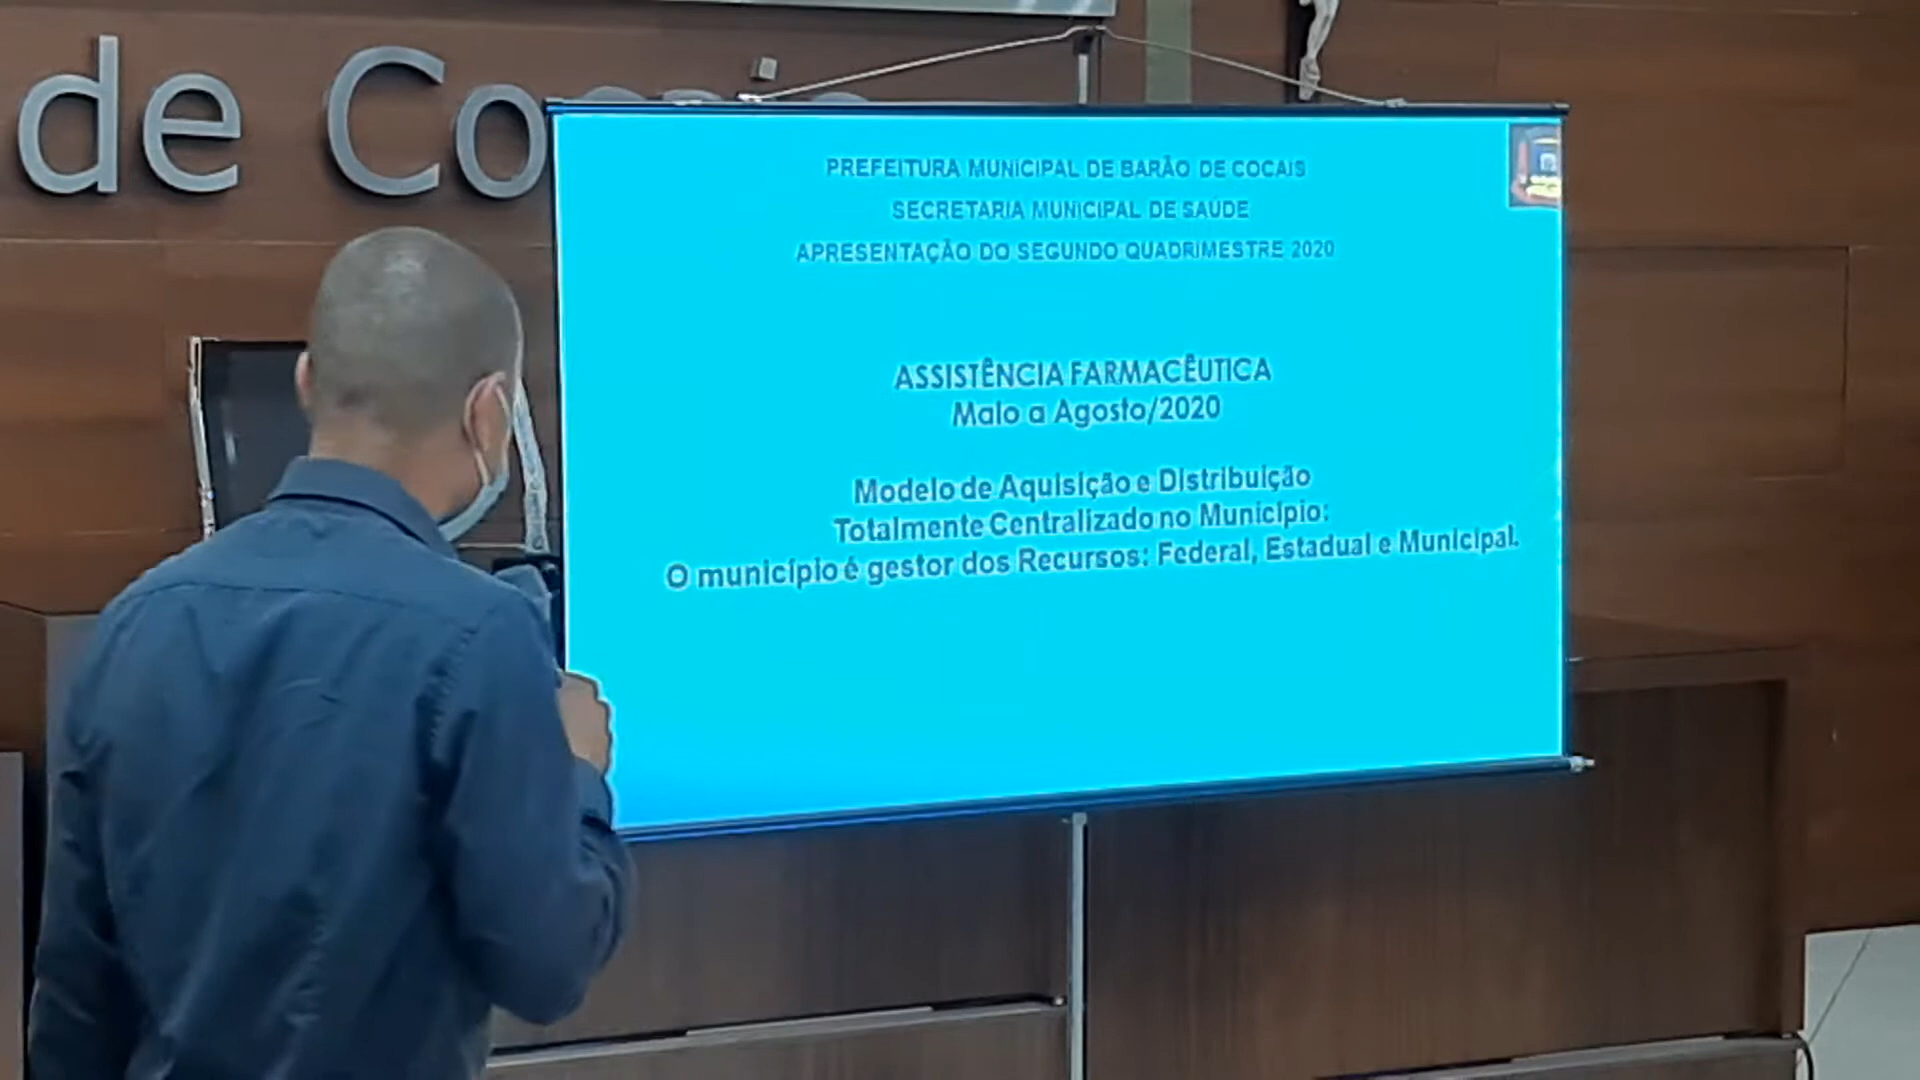 de Co
PREFEITURA MUNICIPAL DE BARÃO DE COCAIS
SECRETARIA MUNICIPAL DE SAÚDE
APRESENTAÇÃO DO SEGUNDO QUADRIMESTRE 2020
ASSISTÊNCIA FARMACÊUTICA
Maio a Agosto/2020
Modelo de Aquisição e Distribuição
Totalmente Centralizado no Município:
O município é gestor dos Recursos: Federal, Estadual e Municipal.